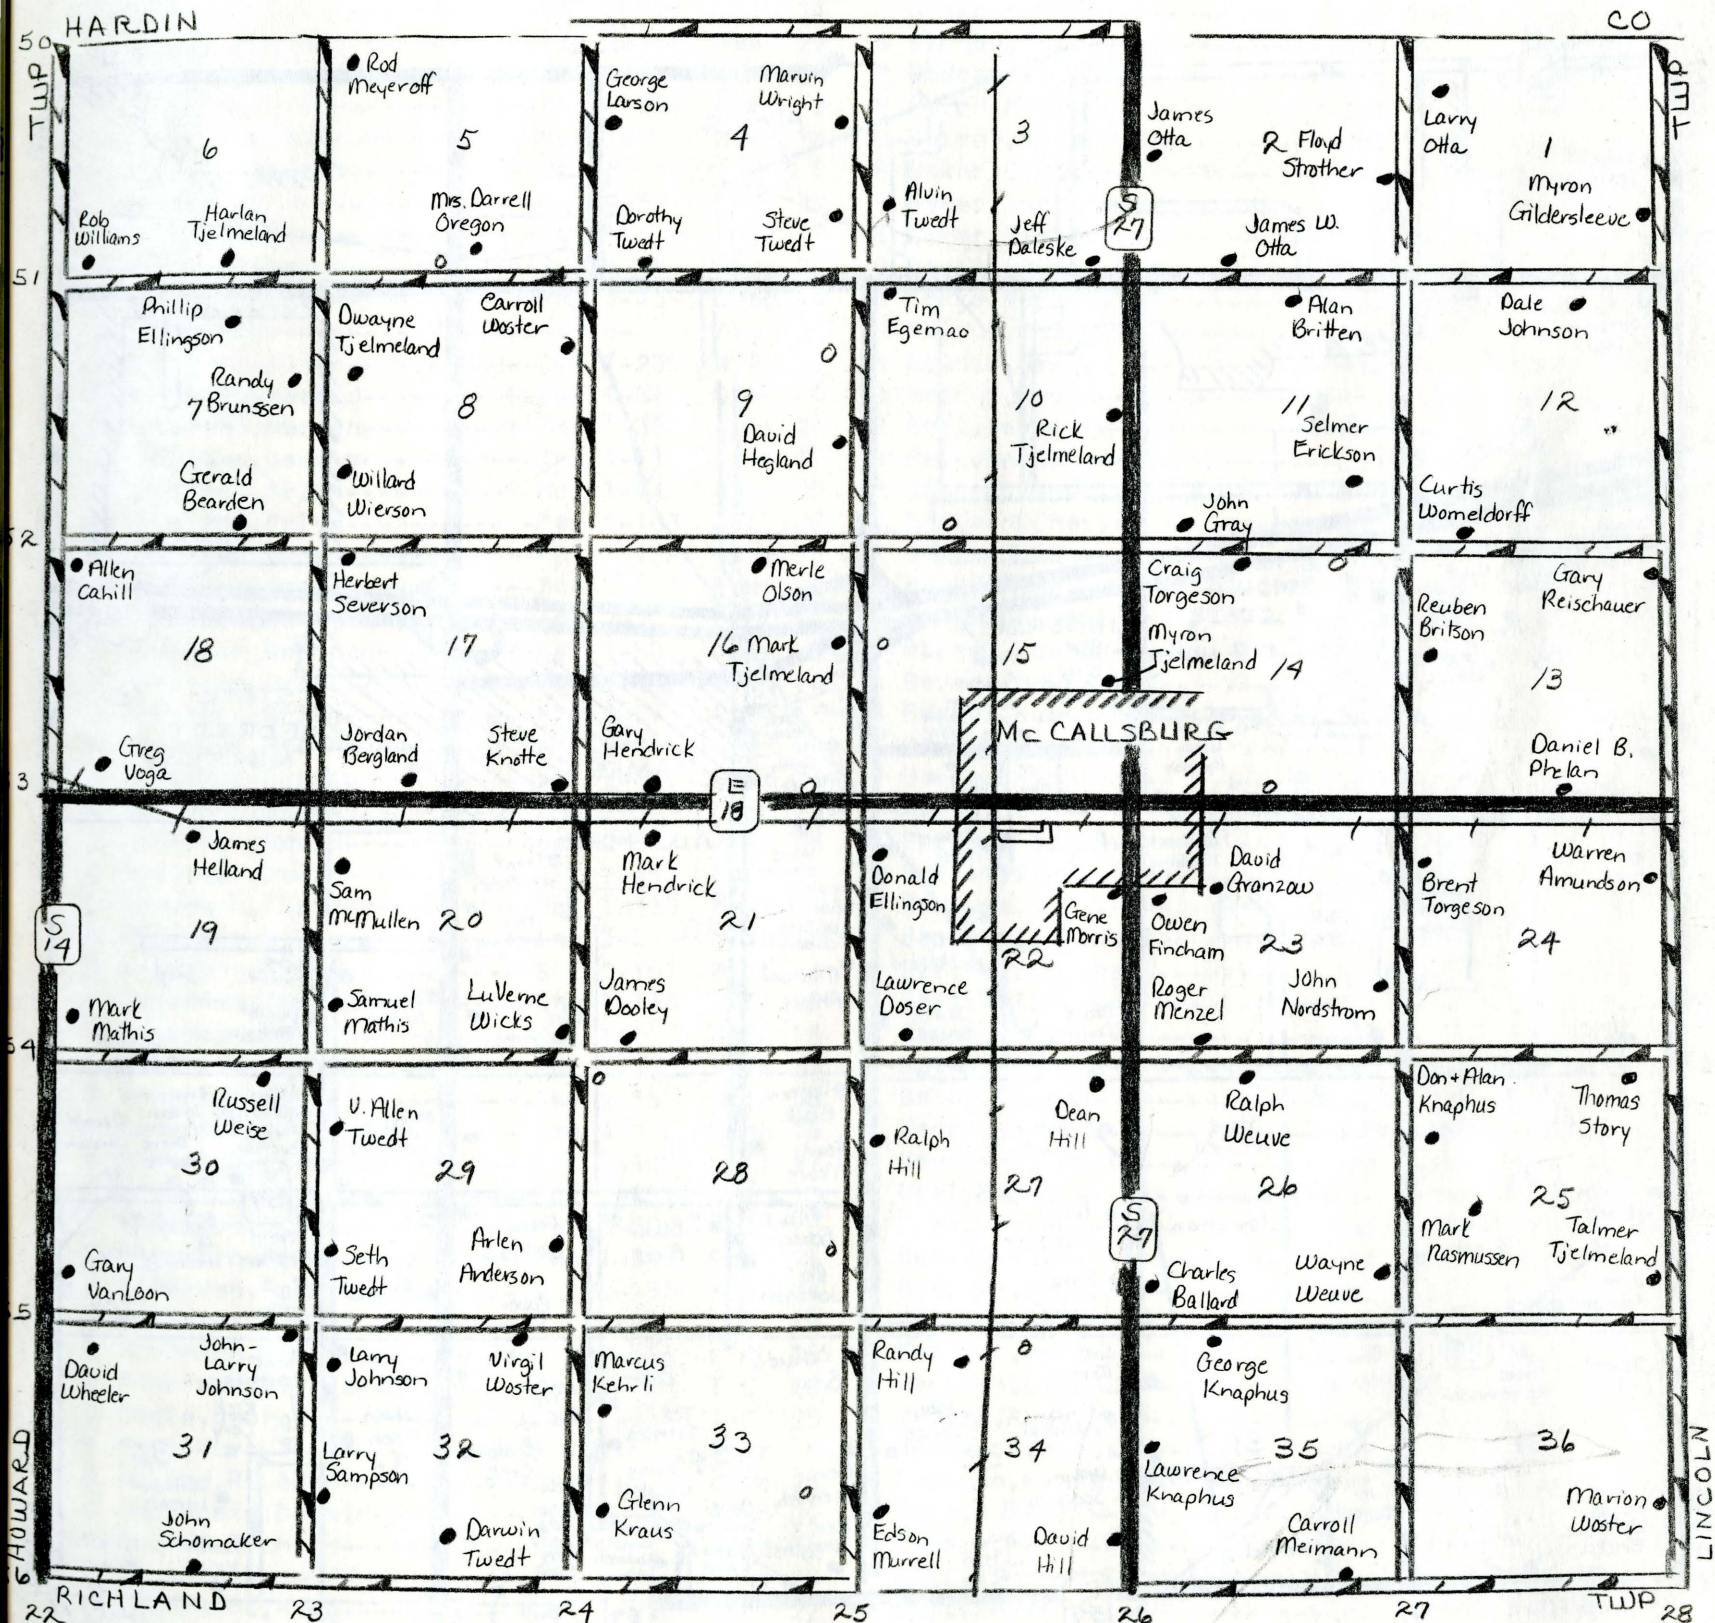 HARDIN
CO
50
TWP
TWP
Rod
Meyeroff
George
Larson
Marvin
Wright
James
Otta
Larry
Otta
6
5
4
3
2
Floyd
Strother
1
Myron
Gildersleeve
Rob
Williams
Harlan
Tjelmeland
Mrs. Darrell
Oregon
Dorothy
Twedt
Steve
Twedt
Alvin
Twedt
Jeff
Daleske
S
27
James W.
Otta
51
Phillip
Ellingson
Dwayne
Tjelmeland
Carroll
Woster
Tim
Egemao
Alan
Britten
Dale
Johnson
Randy
Brunssen
7
8
9
10
11
12
David
Hegland
Rick
Tjelmeland
Selmer
Erickson
Gerald
Bearden
Willard
Wierson
John
Gray
Curtis
Womeldorff
52
Allen
Cahill
Herbert
Severson
Merle
Olson
Craig
Torgeson
Gary
Reischauer
Reuben
Britson
18
17
16
Mark
Tjelmeland
15
Myron
Tjelmeland
14
13
McCALLSBURG
Greg
Voga
Jordan
Bergland
Steve
Knotte
Gary
Hendrick
Daniel B.
Phelan
53
E
18
James
Helland
Sam
McMullen
Mark
Hendrick
Donald
Ellingson
David
Granzow
Brent
Torgeson
Warren
Amundson
S
14
19
20
21
22
Gene
Morris
Owen
Fincham
23
24
Mark
Mathis
Samuel
Mathis
LuVerne
Wicks
James
Dooley
Lawrence
Doser
Roger
Menzel
John
Nordstrom
54
Russell
Weise
V. Allen
Twedt
Ralph
Hill
Dean
Hill
Ralph
Weuve
Don + Alan
Knaphus
Thomas
Story
30
29
28
27
26
25
S
27
Gary
VanLoon
Seth
Twedt
Arlen
Anderson
Charles
Ballard
Wayne
Weuve
Mark
Rasmussen
Talmer
Tjelmeland
55
David
Wheeler
John-
Larry
Johnson
Larry
Johnson
Virgil
Woster
Marcus
Kehrli
Randy
Hill
George
Knaphus
31
32
33
34
35
36
Larry
Sampson
Lawrence
Knaphus
John
Schomaker
Darwin
Twedt
Glenn
Kraus
Edson
Murrell
David
Hill
Carroll
Meimann
Marion
Woster
HOWARD
LINCOLN
56
RICHLAND
TWP
22
23
24
25
26
27
28